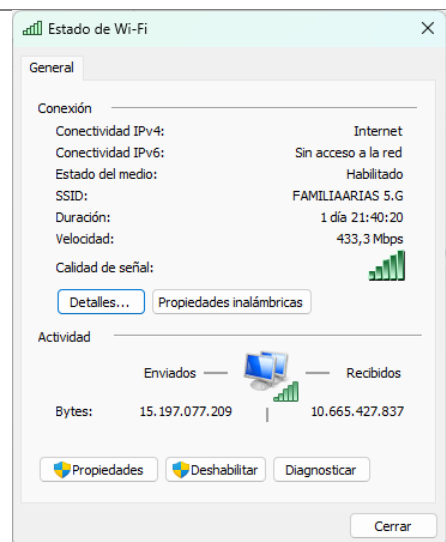 Estado de Wi-Fi
General
Conexión
Conectividad IPv4: Internet
Conectividad IPv6: Sin acceso a la red
Estado del medio: Habilitado
SSID: FAMILIAARIAS 5.G
Duración: 1 día 21:40:20
Velocidad: 433,3 Mbps
Calidad de señal:
Detalles... Propiedades inalámbricas
Actividad
Enviados Recibidos
Bytes: 15.197.077.209 10.665.427.837
Propiedades Deshabilitar Diagnosticar
Cerrar